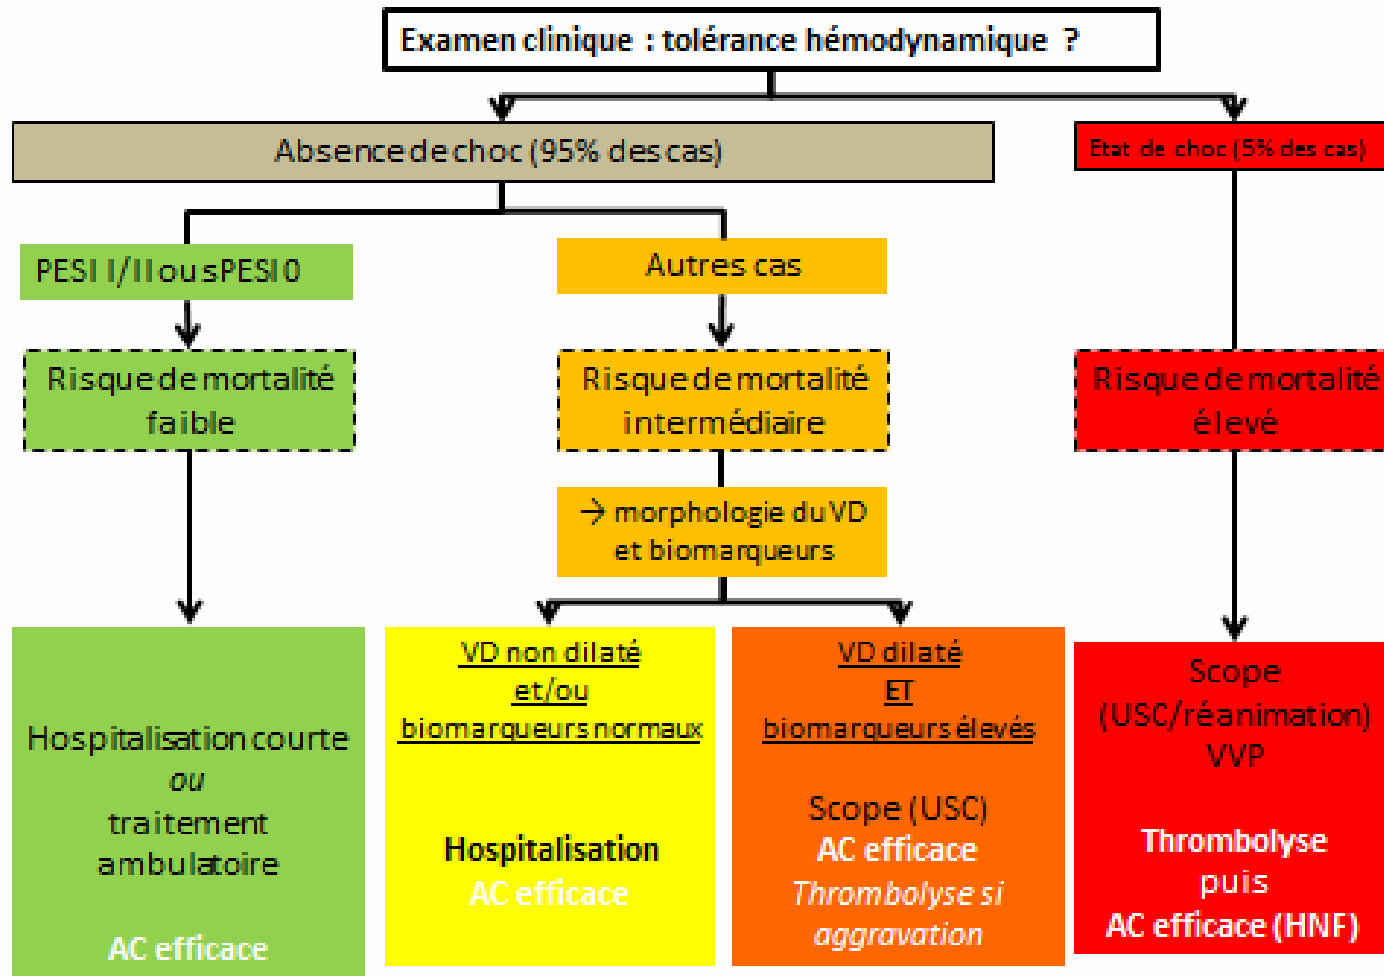 Examen clinique : tolérance hémodynamique ?
Absence de choc (95% des cas)
Etat de choc (5% des cas)
PESI I/II ou sPESI 0
Autres cas
Risque de mortalité
faible
Risque de mortalité
intermédiaire
Risque de mortalité
élevé
→ morphologie du VD
et biomarqueurs
Hospitalisation courte
ou
traitement
ambulatoire
AC efficace
VD non dilaté
et/ou
biomarqueurs normaux
Hospitalisation
AC efficace
VD dilaté
ET
biomarqueurs élevés
Scope (USC)
AC efficace
Thrombolyse si
aggravation
Scope
(USC/réanimation)
VVP
Thrombolyse
puis
AC efficace (HNF)